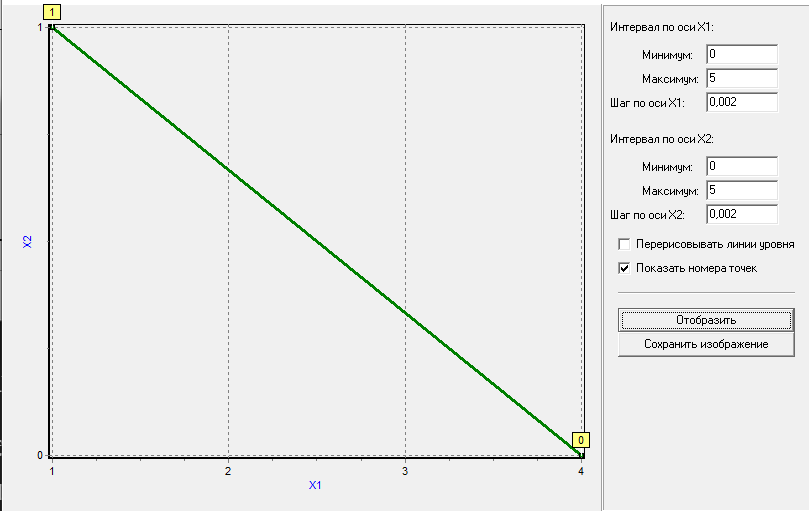 1
1
0
X2
0
1
2
3
4
X1
Интервал по оси X1:
Минимум: 0
Максимум: 5
Шаг по оси X1: 0,002
Интервал по оси X2:
Минимум: 0
Максимум: 5
Шаг по оси X2: 0,002
Перерисовывать линии уровня
Показать номера точек
Отобразить
Сохранить изображение